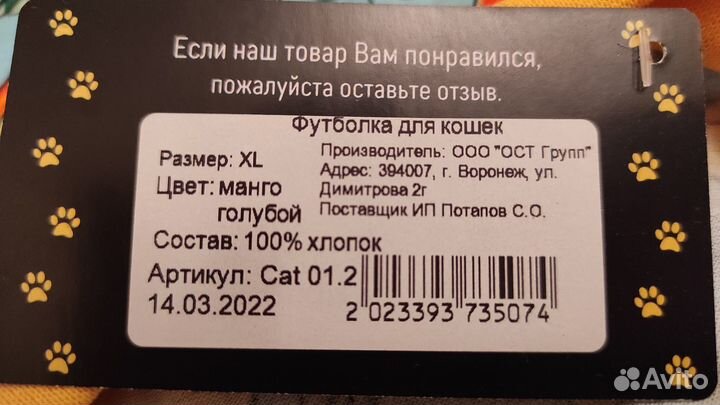 Если наш товар Вам понравился,
пожалуйста оставьте отзыв.
Футболка для кошек
Размер: XL
Цвет: манго
голубой
Производитель: ООО "ОСТ Групп"
Адрес: 394007, г. Воронеж, ул.
Димитрова 2г
Поставщик ИП Потапов С.О.
Состав: 100% хлопок
Артикул: Cat 01.2
14.03.2022
2 023393 735074
Avito